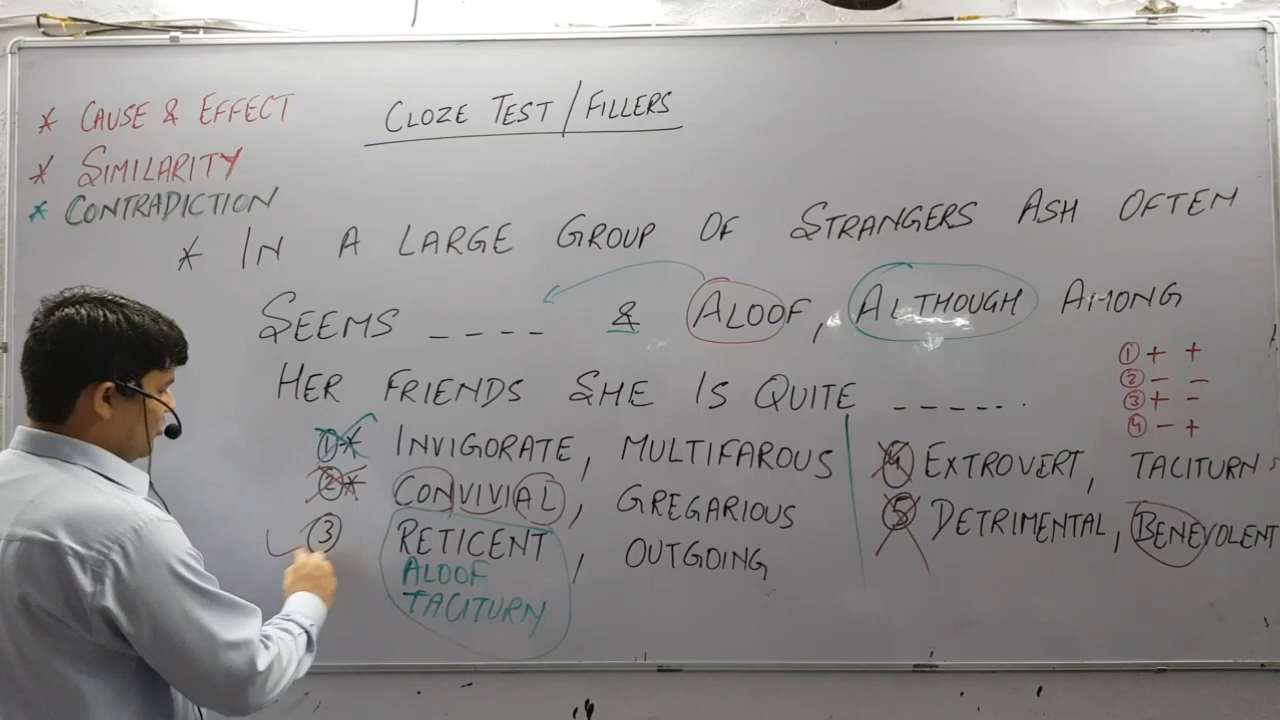 * CAUSE & EFFECT
CLOZE TEST / FILLERS
* SIMILARITY
* CONTRADICTION
* IN A LARGE GROUP OF STRANGERS ASH OFTEN
SEEMS _ _ _ _ & ALOOF, ALTHOUGH AMONG
HER FRIENDS SHE IS QUITE _ _ _ _ _ .
① + +
② - -
③ + -
④ - +
①* INVIGORATE, MULTIFAROUS
②* CONVIVIAL, GREGARIOUS
③ RETICENT, OUTGOING
ALOOF
TACITURN
④ EXTROVERT, TACITURN
⑤ DETRIMENTAL, BENEVOLENT